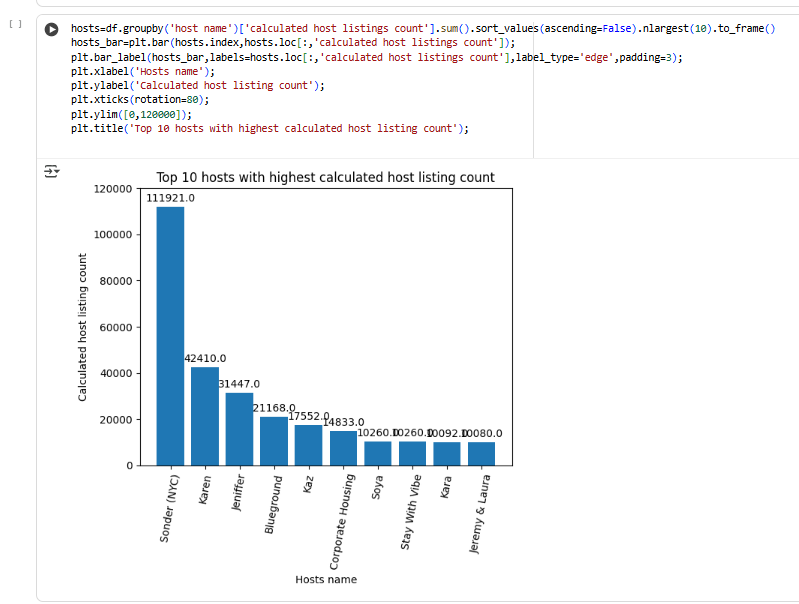 [ ]
hosts=df.groupby('host name')['calculated host listings count'].sum().sort_values(ascending=False).nlargest(10).to_frame()
hosts_bar=plt.bar(hosts.index,hosts.loc[:,'calculated host listings count']);
plt.bar_label(hosts_bar,labels=hosts.loc[:,'calculated host listings count'],label_type='edge',padding=3);
plt.xlabel('Hosts name');
plt.ylabel('Calculated host listing count');
plt.xticks(rotation=80);
plt.ylim([0,120000]);
plt.title('Top 10 hosts with highest calculated host listing count');
Top 10 hosts with highest calculated host listing count
120000
100000
80000
60000
40000
20000
0
Calculated host listing count
111921.0
42410.0
31447.0
21168.0
17552.0
14833.0
10260.0
10260.0
10092.0
10080.0
Sonder (NYC)
Karen
Jeniffer
Blueground
Kaz
Corporate Housing
Soya
Stay With Vibe
Kara
Jeremy & Laura
Hosts name